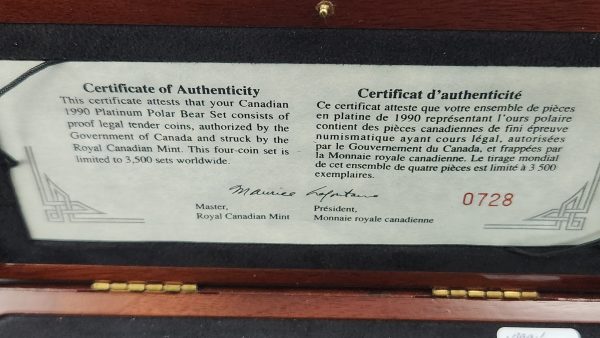 Certificate of Authenticity
This certificate attests that your Canadian
1990 Platinum Polar Bear Set consists of
proof legal tender coins, authorized by the
Government of Canada and struck by the
Royal Canadian Mint. This four-coin set is
limited to 3,500 sets worldwide.
Certificat d'authenticité
Ce certificat atteste que votre ensemble de pièces
en platine de 1990 représentant l'ours polaire
contient des pièces canadiennes de fini épreuve
numismatique ayant cours légal, autorisées
par le Gouvernement du Canada, et frappées par
la Monnaie royale canadienne. Le tirage mondial
de cet ensemble de quatre pièces est limité à 3 500
exemplaires.
Maurice Lafontaine
Master,
Royal Canadian Mint
Président,
Monnaie royale canadienne
0728